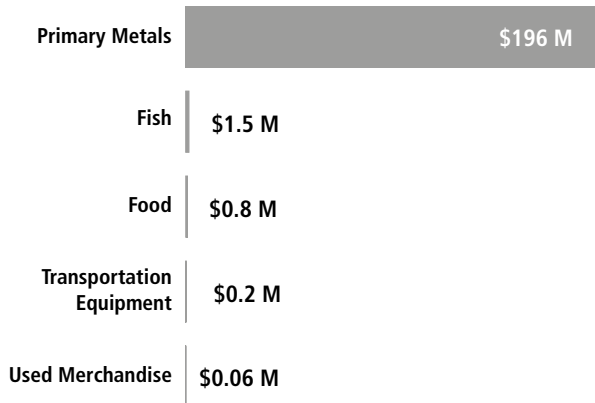 Primary Metals $196 M
Fish $1.5 M
Food $0.8 M
Transportation
Equipment $0.2 M
Used Merchandise $0.06 M